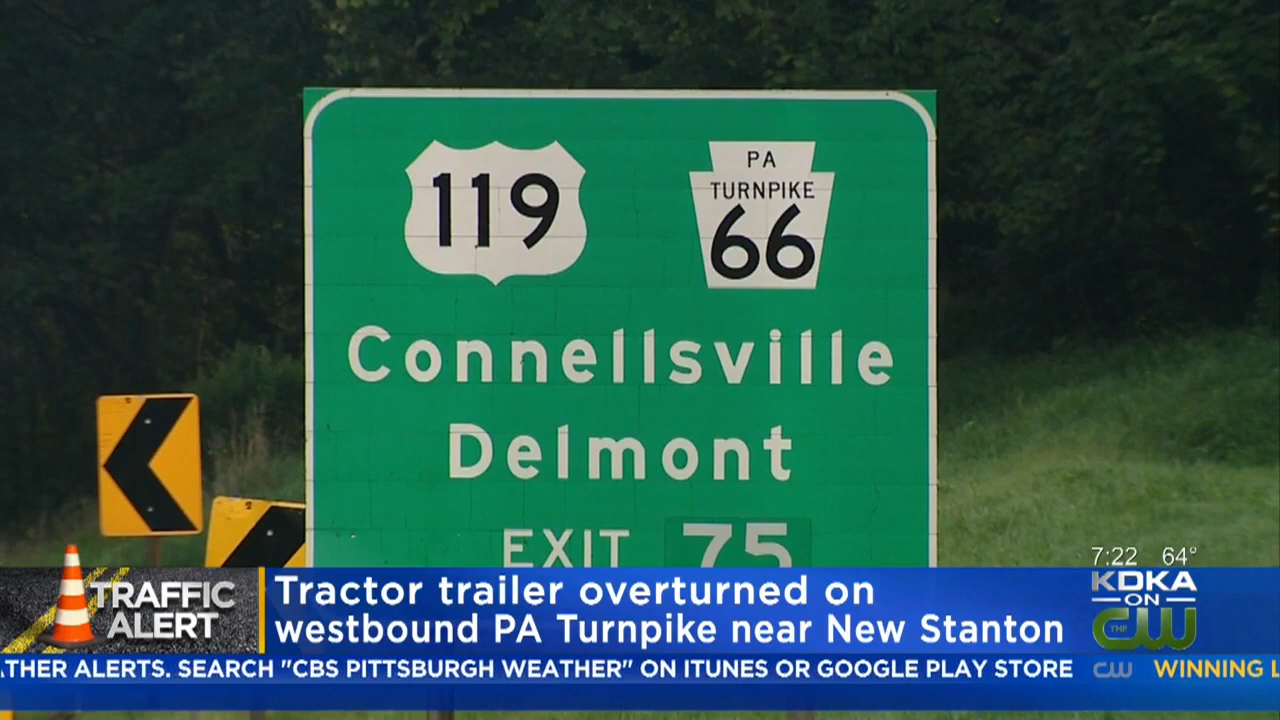 119
PA
TURNPIKE
66
Connellsville
Delmont
EXIT 75
7:22 64°
KDKA
ON
THE CW
TRAFFIC
ALERT
Tractor trailer overturned on
westbound PA Turnpike near New Stanton
THER ALERTS. SEARCH "CBS PITTSBURGH WEATHER" ON ITUNES OR GOOGLE PLAY STORE CW WINNING L